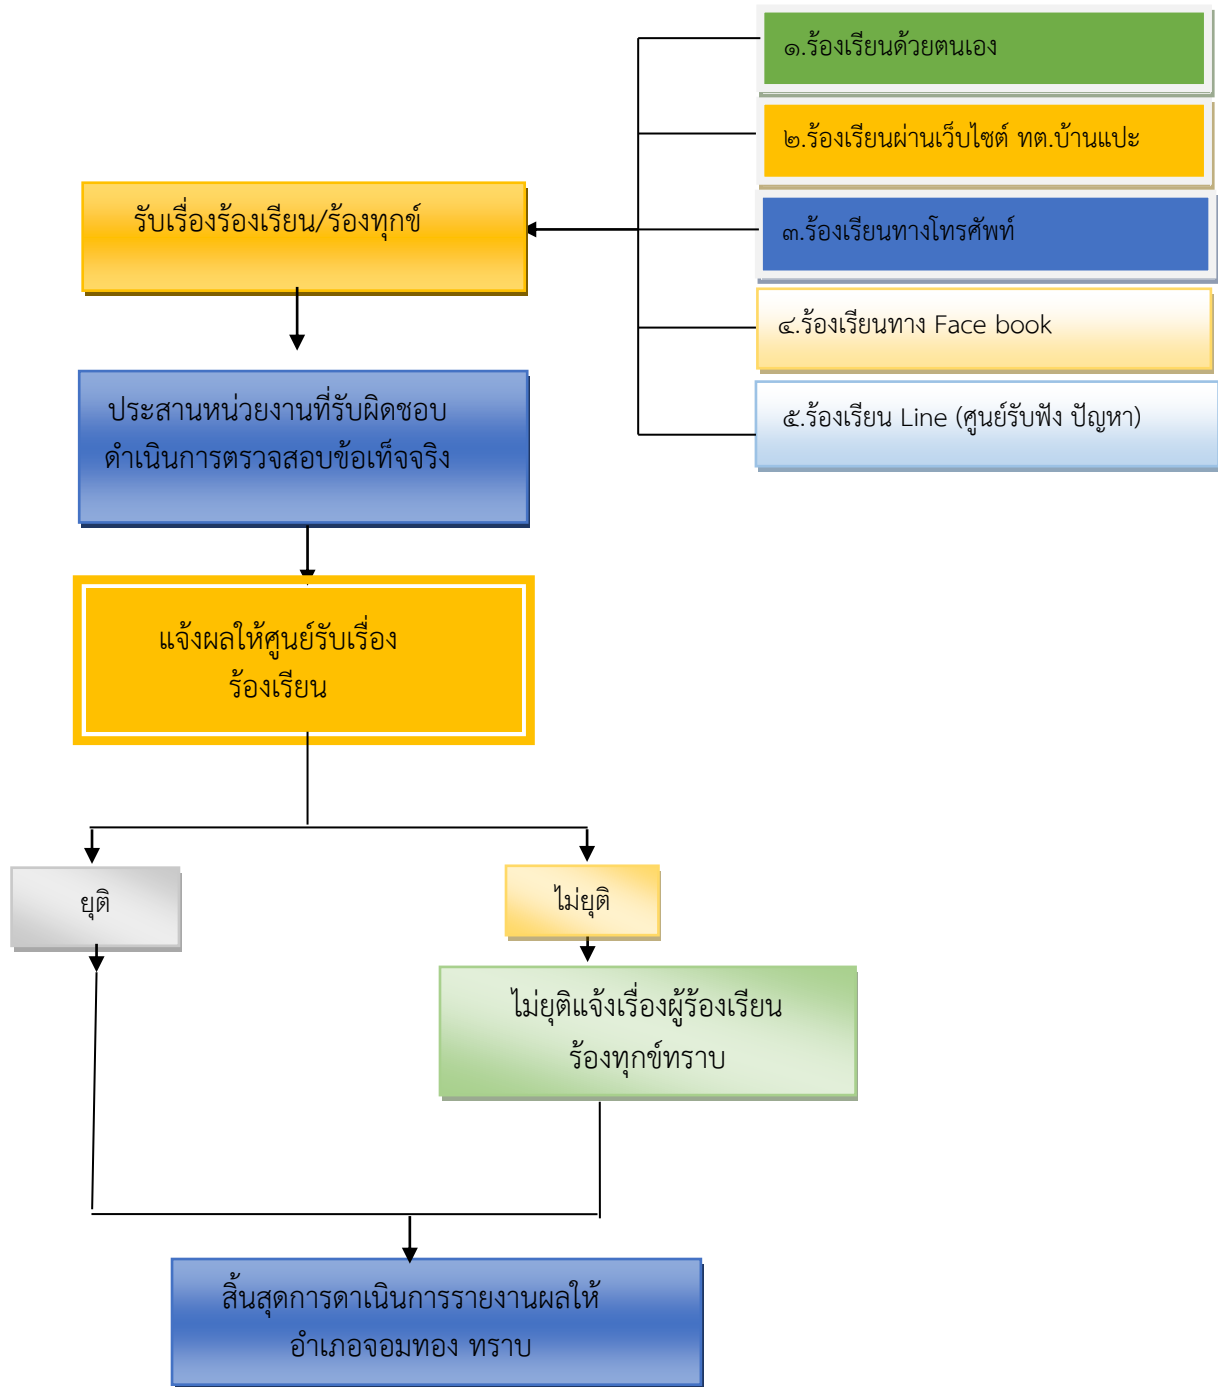 ๑.ร้องเรียนด้วยตนเอง
๒.ร้องเรียนผ่านเว็บไซต์ ทต.บ้านแปะ
รับเรื่องร้องเรียน/ร้องทุกข์
๓.ร้องเรียนทางโทรศัพท์
๔.ร้องเรียนทาง Face book
๕.ร้องเรียน Line (ศูนย์รับฟัง ปัญหา)
ประสานหน่วยงานที่รับผิดชอบ
ดำเนินการตรวจสอบข้อเท็จจริง
แจ้งผลให้ศูนย์รับเรื่อง
ร้องเรียน
ยุติ
ไม่ยุติ
ไม่ยุติแจ้งเรื่องผู้ร้องเรียน
ร้องทุกข์ทราบ
สิ้นสุดการดาเนินการรายงานผลให้
อำเภอจอมทอง ทราบ